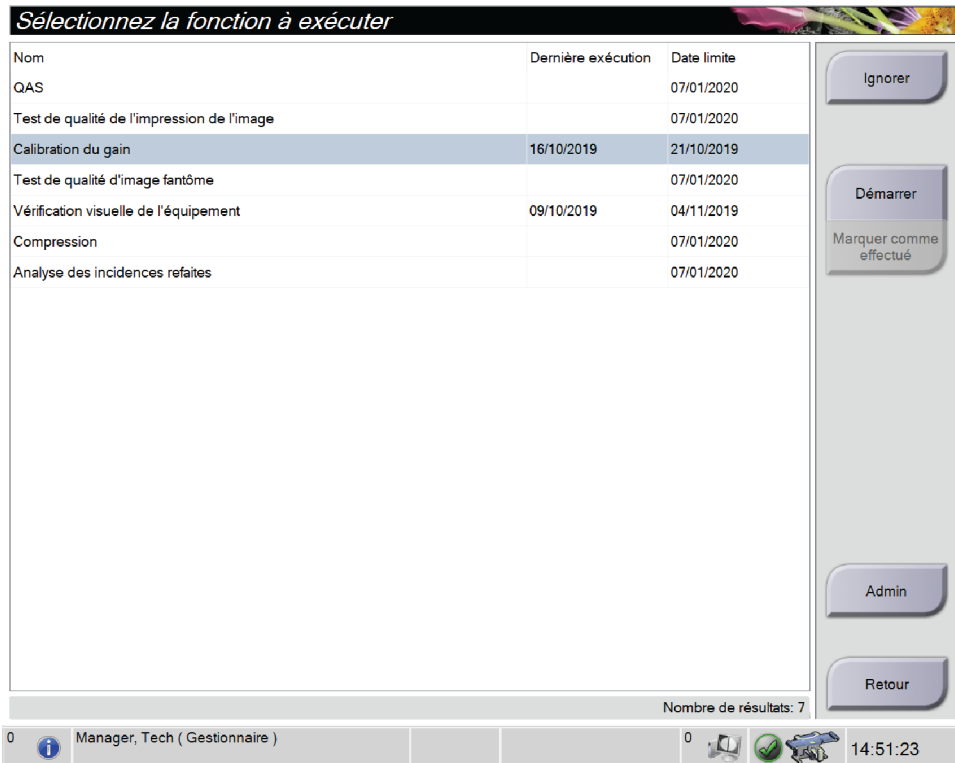 Sélectionnez la fonction à exécuter
Nom Dernière exécution Date limite
QAS 07/01/2020
Test de qualité de l'impression de l'image 07/01/2020
Calibration du gain 16/10/2019 21/10/2019
Test de qualité d'image fantôme 07/01/2020
Vérification visuelle de l'équipement 09/10/2019 04/11/2019
Compression 07/01/2020
Analyse des incidences refaites 07/01/2020
Nombre de résultats: 7
Ignorer
Démarrer
Marquer comme
effectué
Admin
Retour
0 Manager, Tech ( Gestionnaire ) 0 14:51:23